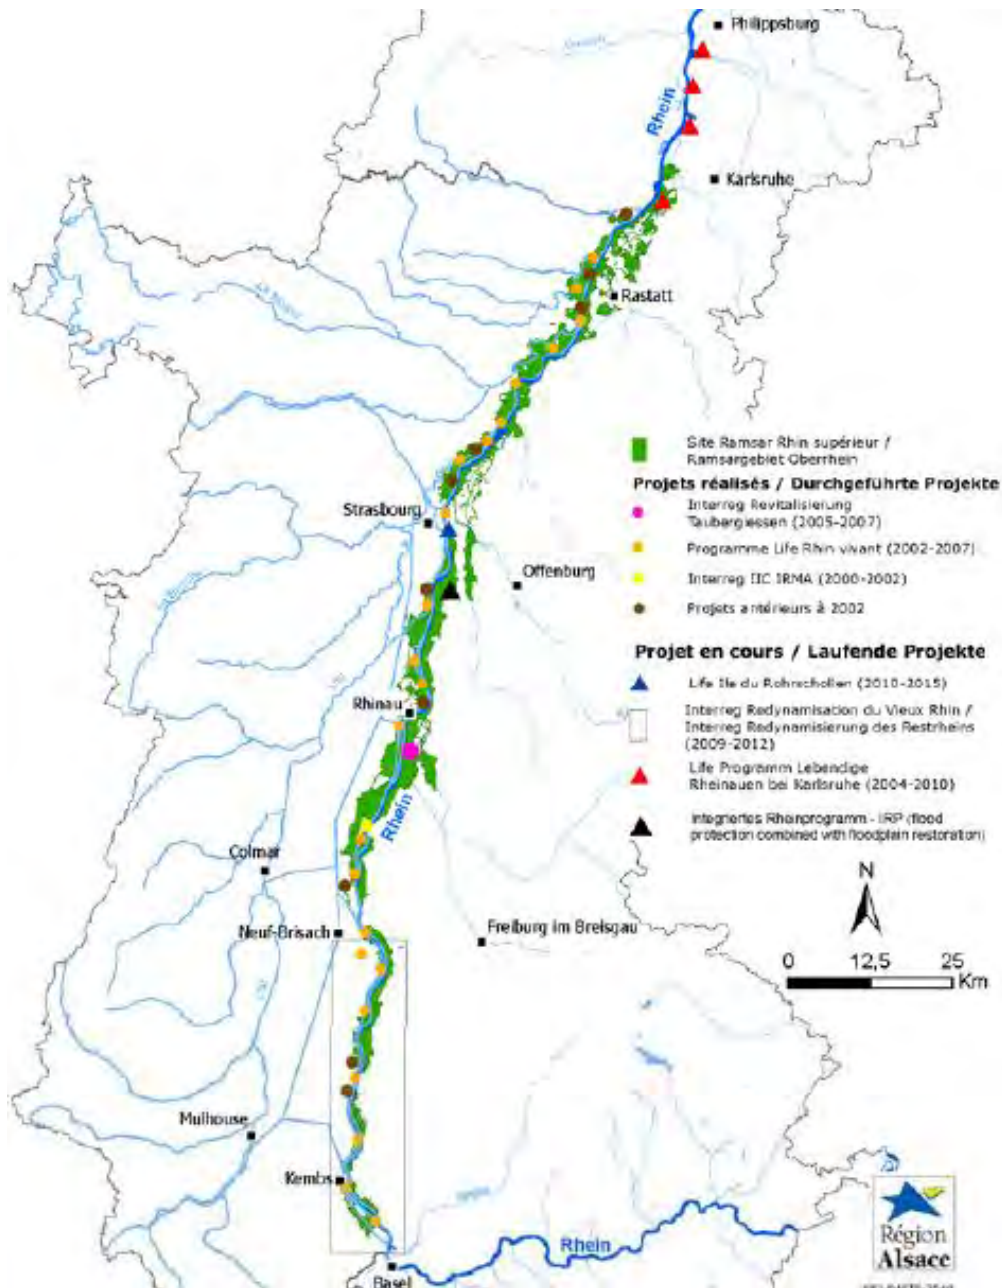 Philippsburg
Rhein
Karlsruhe
Rastatt
Site Ramsar Rhin supérieur /
Ramsargebiet Oberrhein
Projets réalisés / Durchgeführte Projekte
Interreg Revitalisierung
Taubergiessen (2005-2007)
Programme Life Rhin vivant (2002-2007)
Interreg IIC IRMA (2000-2002)
Projets antérieurs à 2002
Strasbourg
Offenburg
Projet en cours / Laufende Projekte
Life Ile du Rohrschollen (2010-2015)
Interreg Redynamisation du Vieux Rhin /
Interreg Redynamisierung des Restrheins
(2009-2012)
Life Programm Lebendige
Rheinauen bei Karlsruhe (2004-2010)
Integriertes Rheinprogramm - IRP (flood
protection combined with floodplain restoration)
Rhinau
Rhein
Colmar
N
Neuf-Brisach
Freiburg im Breisgau
0 12,5 25
Km
Mulhouse
Kembs
Rhein
Basel
Région
Alsace